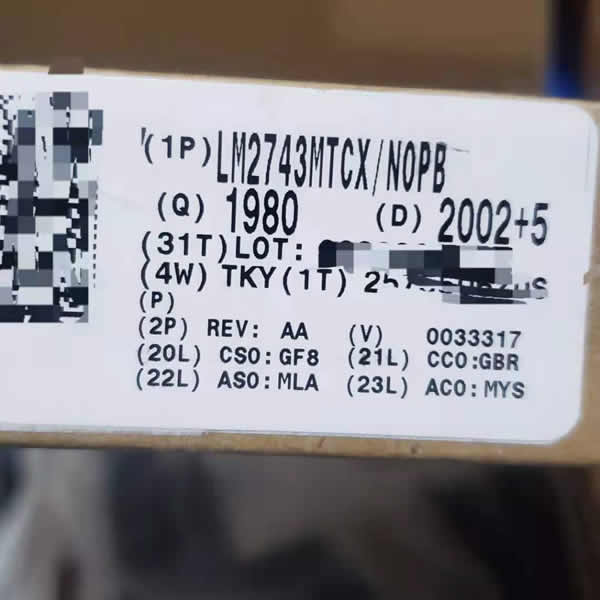 (1P)LM2743MTCX/NOPB
(Q) 1980 (D) 2002+5
(31T)LOT:
(4W) TKY(1T)
(P)
(2P) REV: AA (V) 0033317
(20L) CSO:GF8 (21L) CCO:GBR
(22L) ASO:MLA (23L) ACO:MYS